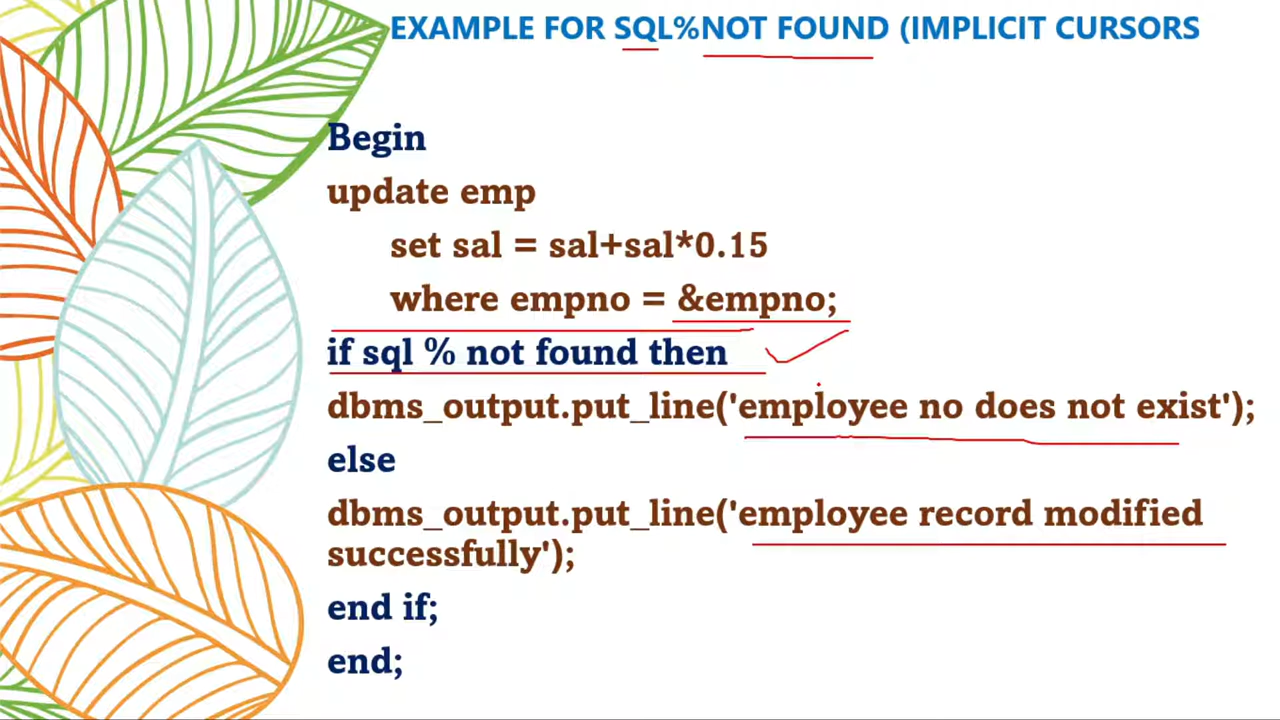 EXAMPLE FOR SQL%NOT FOUND (IMPLICIT CURSORS
Begin
update emp
set sal = sal+sal*0.15
where empno = &empno;
if sql % not found then
dbms_output.put_line('employee no does not exist');
else
dbms_output.put_line('employee record modified
successfully');
end if;
end;